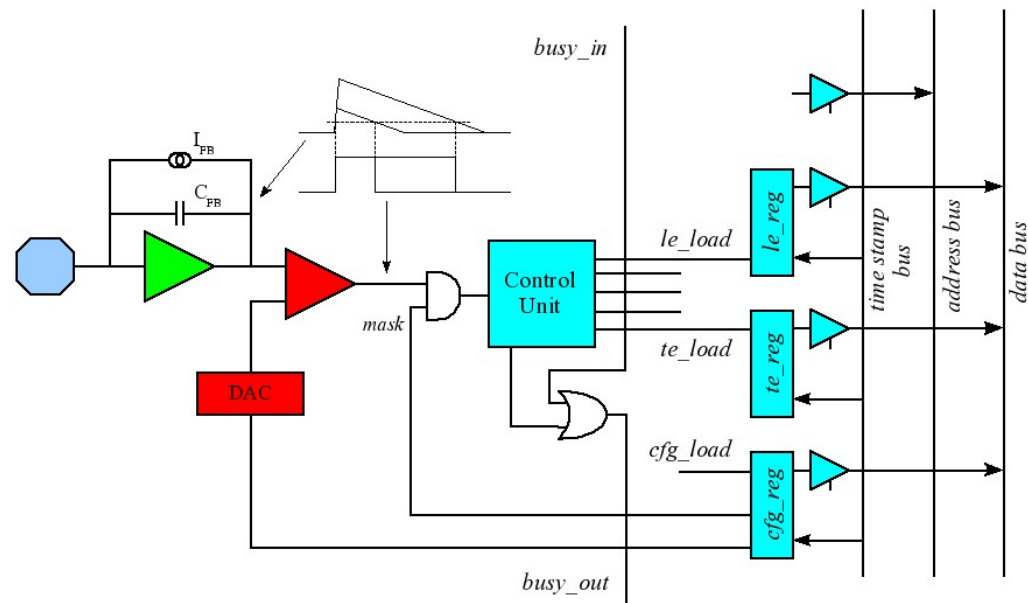 busy_in
I_FB
C_FB
le_load
le_reg
time stamp
bus
address bus
data bus
Control
Unit
mask
te_load
te_reg
DAC
cfg_load
cfg_reg
busy_out